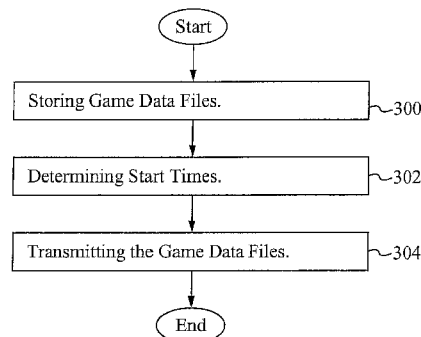 Start
Storing Game Data Files.
300
Determining Start Times.
302
Transmitting the Game Data Files.
304
End